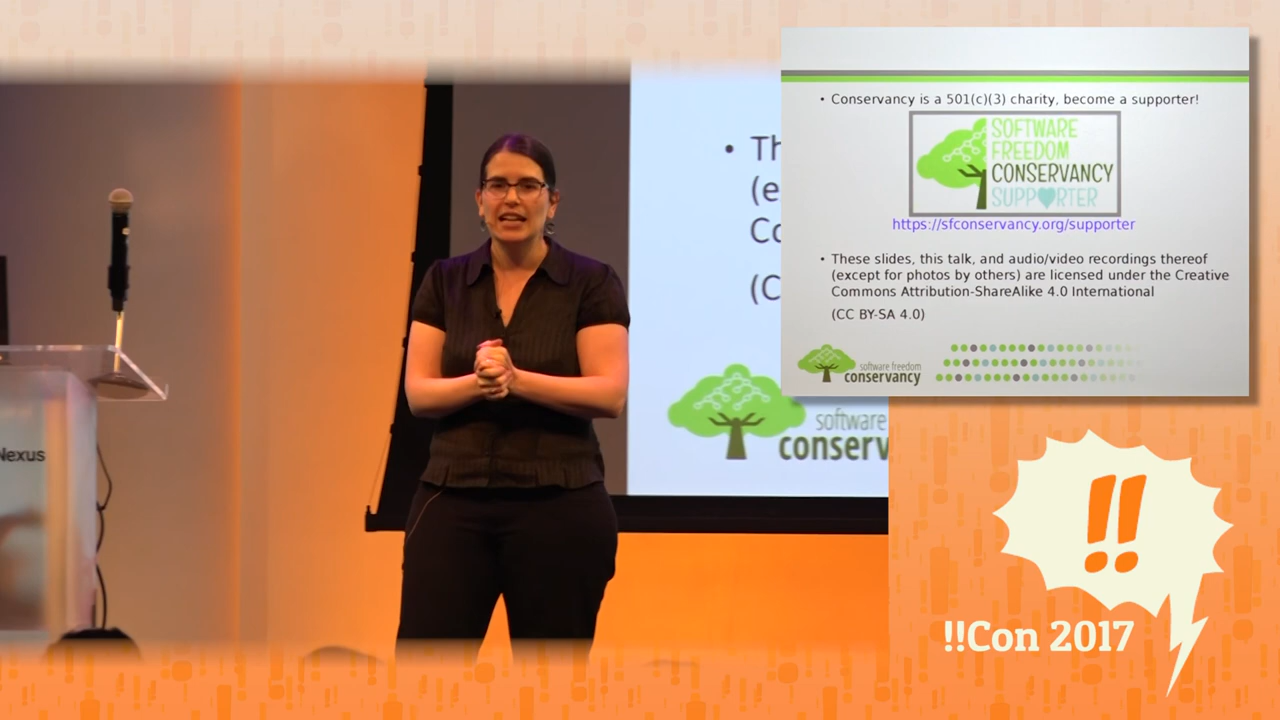 Nexus
• Th
(e
Co
(C
software
conserv
• Conservancy is a 501(c)(3) charity, become a supporter!
SOFTWARE
FREEDOM
CONSERVANCY
SUPPORTER
https://sfconservancy.org/supporter
• These slides, this talk, and audio/video recordings thereof
(except for photos by others) are licensed under the Creative
Commons Attribution-ShareAlike 4.0 International
(CC BY-SA 4.0)
software freedom
conservancy
!!
!!Con 2017